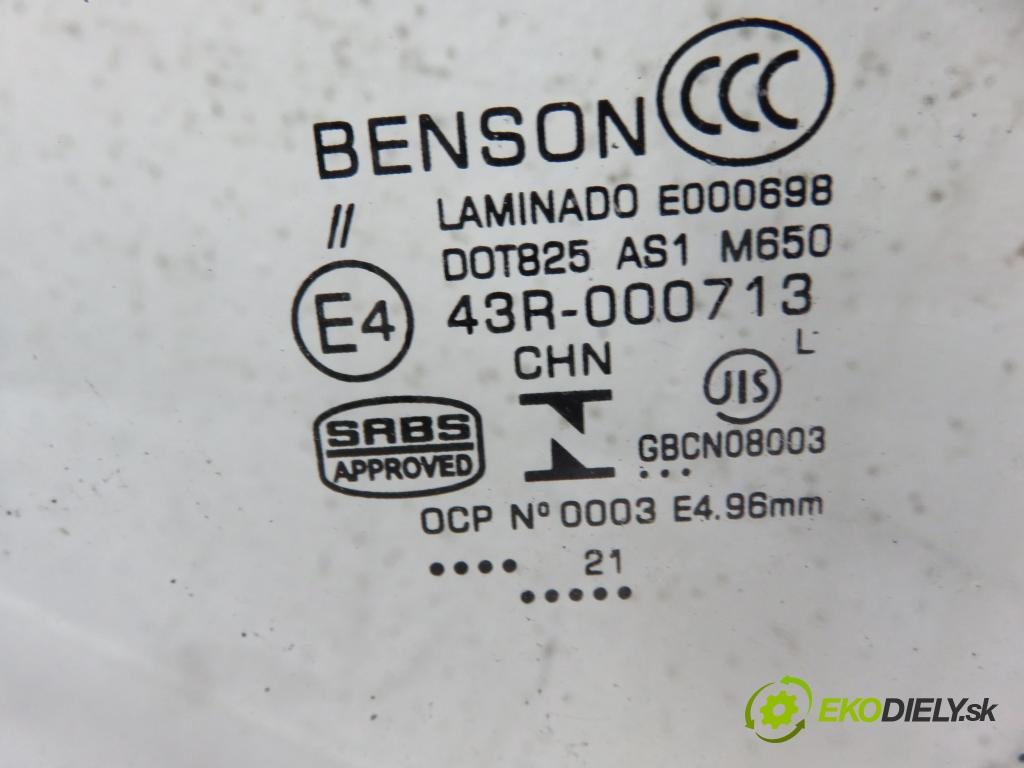 BENSON CCC
// LAMINADO E000698
DOT825 AS1 M650
E4 43R-000713
CHN L
SABS JIS
APPROVED GBCN08003
OCP Nº 0003 E4.96mm
21
EKODIELY.sk